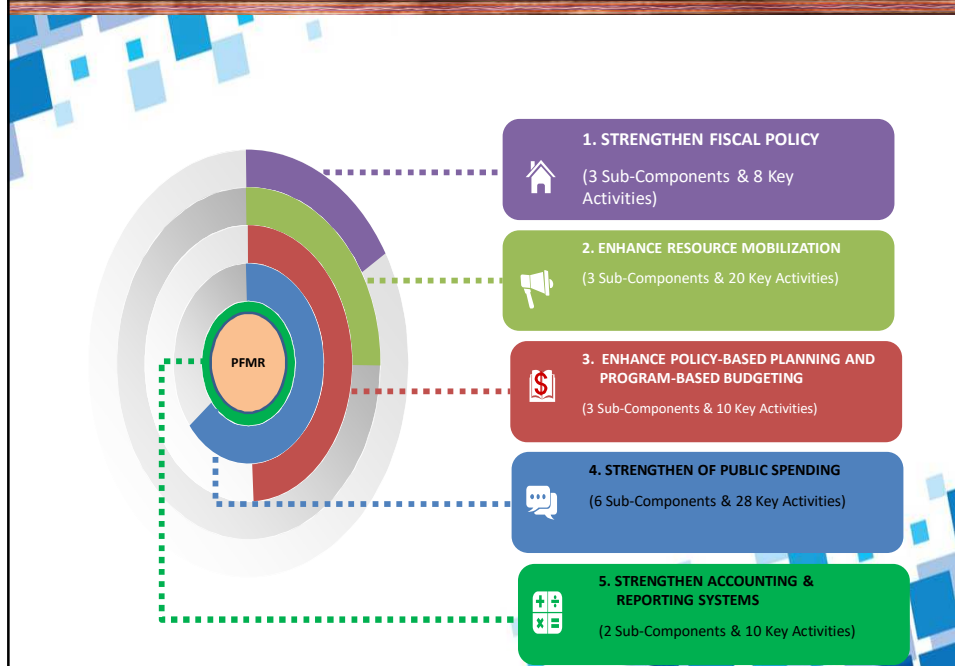 1. STRENGTHEN FISCAL POLICY
(3 Sub-Components & 8 Key
Activities)
2. ENHANCE RESOURCE MOBILIZATION
(3 Sub-Components & 20 Key Activities)
3. ENHANCE POLICY-BASED PLANNING AND
PROGRAM-BASED BUDGETING
(3 Sub-Components & 10 Key Activities)
PFMR
4. STRENGTHEN OF PUBLIC SPENDING
(6 Sub-Components & 28 Key Activities)
5. STRENGTHEN ACCOUNTING &
REPORTING SYSTEMS
(2 Sub-Components & 10 Key Activities)